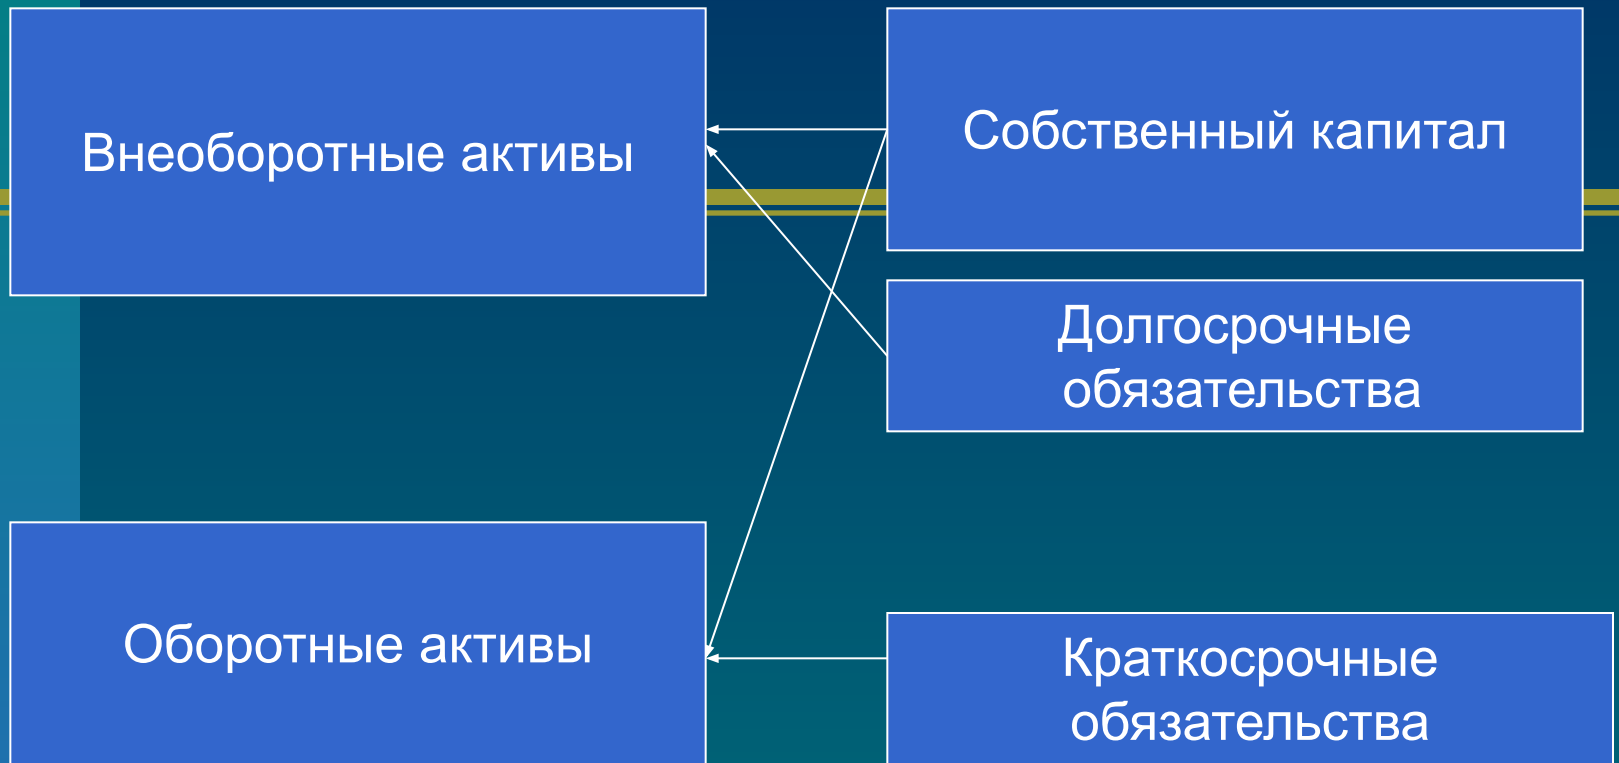 Внеоборотные активы
Собственный капитал
Долгосрочные
обязательства
Оборотные активы
Краткосрочные
обязательства